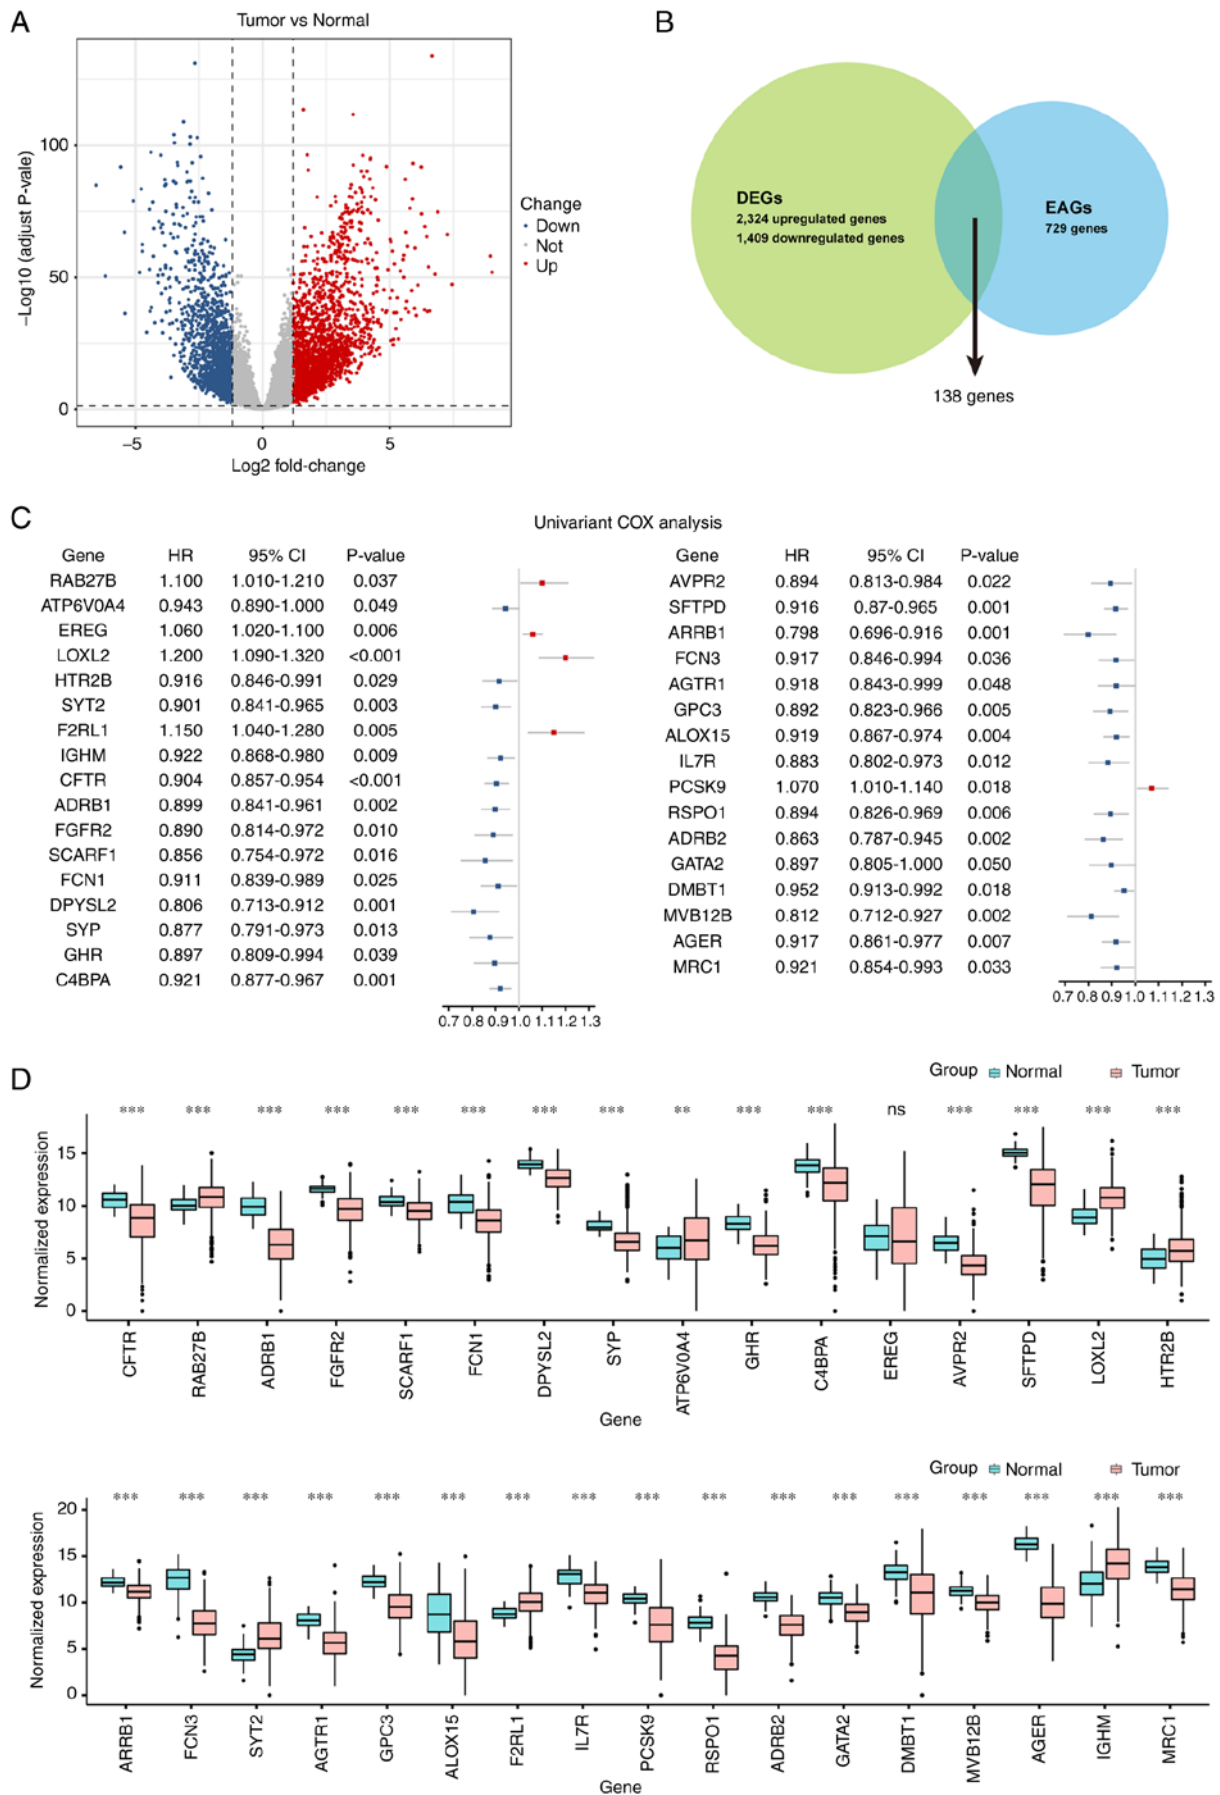 A
Tumor vs Normal
–Log10 (adjust P-vale)
100
50
0
–5 0 5
Log2 fold-change
Change
Down
Not
Up
B
DEGs
2,324 upregulated genes
1,409 downregulated genes
EAGs
729 genes
138 genes
C
Univariant COX analysis
Gene HR 95% CI P-value
RAB27B 1.100 1.010-1.210 0.037
ATP6V0A4 0.943 0.890-1.000 0.049
EREG 1.060 1.020-1.100 0.006
LOXL2 1.200 1.090-1.320 <0.001
HTR2B 0.916 0.846-0.991 0.029
SYT2 0.901 0.841-0.965 0.003
F2RL1 1.150 1.040-1.280 0.005
IGHM 0.922 0.868-0.980 0.009
CFTR 0.904 0.857-0.954 <0.001
ADRB1 0.899 0.841-0.961 0.002
FGFR2 0.890 0.814-0.972 0.010
SCARF1 0.856 0.754-0.972 0.016
FCN1 0.911 0.839-0.989 0.025
DPYSL2 0.806 0.713-0.912 0.001
SYP 0.877 0.791-0.973 0.013
GHR 0.897 0.809-0.994 0.039
C4BPA 0.921 0.877-0.967 0.001
0.7 0.8 0.9 1.0 1.1 1.2 1.3
Gene HR 95% CI P-value
AVPR2 0.894 0.813-0.984 0.022
SFTPD 0.916 0.87-0.965 0.001
ARRB1 0.798 0.696-0.916 0.001
FCN3 0.917 0.846-0.994 0.036
AGTR1 0.918 0.843-0.999 0.048
GPC3 0.892 0.823-0.966 0.005
ALOX15 0.919 0.867-0.974 0.004
IL7R 0.883 0.802-0.973 0.012
PCSK9 1.070 1.010-1.140 0.018
RSPO1 0.894 0.826-0.969 0.006
ADRB2 0.863 0.787-0.945 0.002
GATA2 0.897 0.805-1.000 0.050
DMBT1 0.952 0.913-0.992 0.018
MVB12B 0.812 0.712-0.927 0.002
AGER 0.917 0.861-0.977 0.007
MRC1 0.921 0.854-0.993 0.033
0.7 0.8 0.9 1.0 1.1 1.2 1.3
D
Group Normal Tumor
*** *** *** *** *** *** *** *** ** *** *** ns *** *** *** ***
Normalized expression
15
10
5
0
CFTR RAB27B ADRB1 FGFR2 SCARF1 FCN1 DPYSL2 SYP ATP6V0A4 GHR C4BPA EREG AVPR2 SFTPD LOXL2 HTR2B
Gene
Group Normal Tumor
*** *** *** *** *** *** *** *** *** *** *** *** *** *** *** *** ***
Normalized expression
20
15
10
5
0
ARRB1 FCN3 SYT2 AGTR1 GPC3 ALOX15 F2RL1 IL7R PCSK9 RSPO1 ADRB2 GATA2 DMBT1 MVB12B AGER IGHM MRC1
Gene